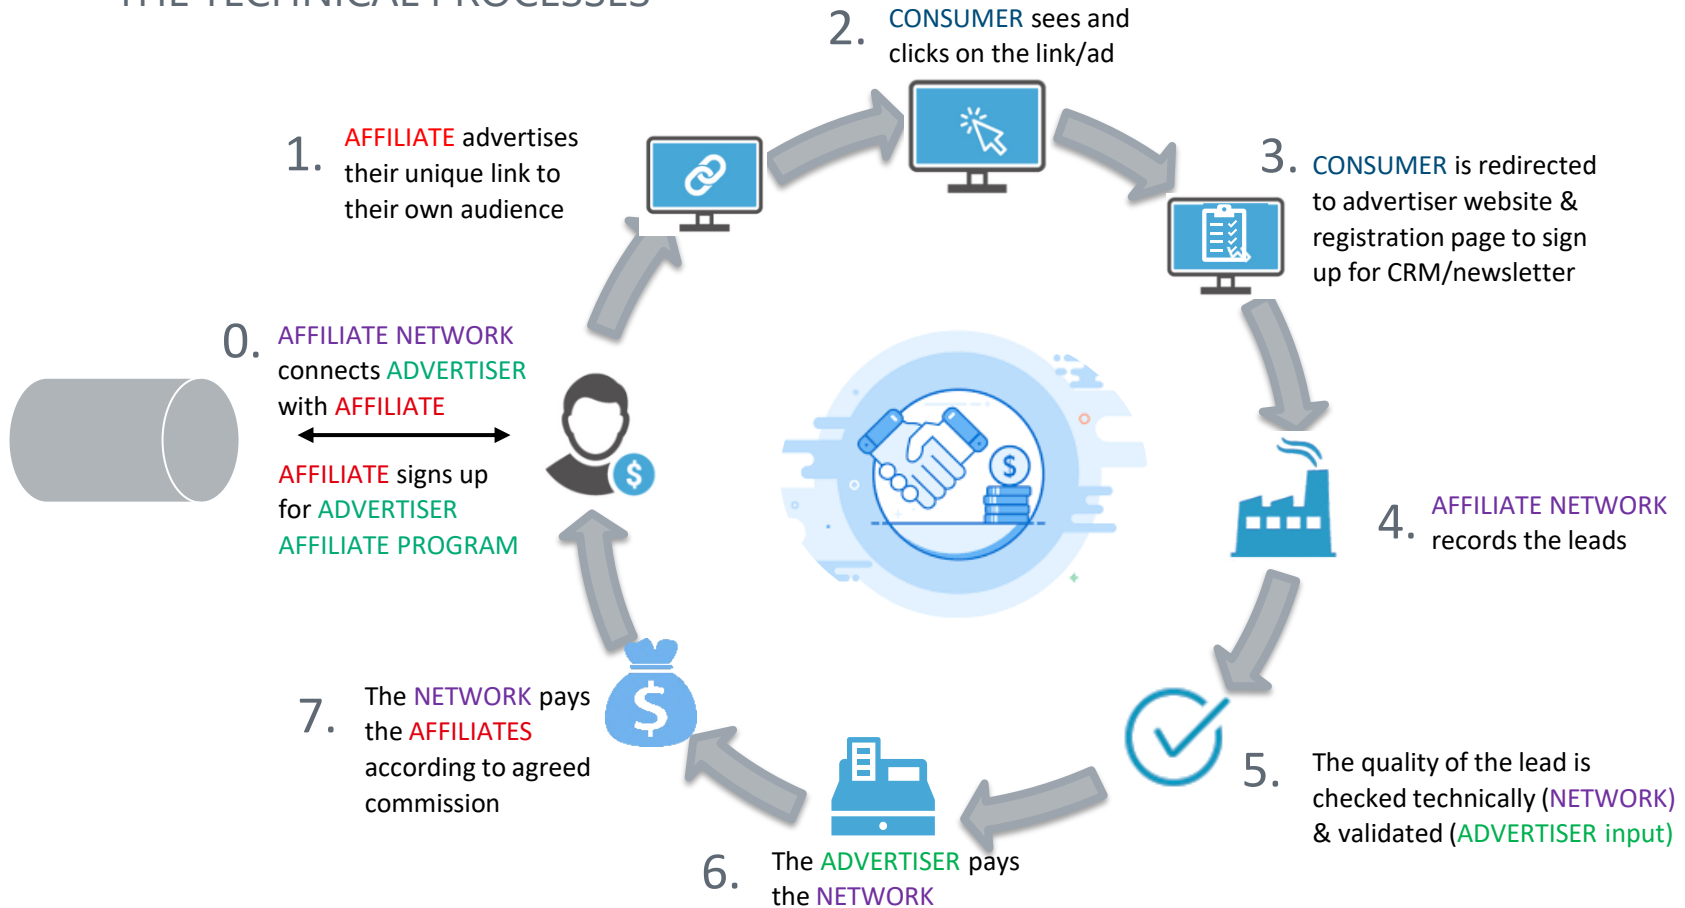 THE TECHNICAL PROCESSES
0.
AFFILIATE NETWORK
connects ADVERTISER
with AFFILIATE
AFFILIATE signs up
for ADVERTISER
AFFILIATE PROGRAM
1.
AFFILIATE advertises
their unique link to
their own audience
2.
CONSUMER sees and
clicks on the link/ad
3.
CONSUMER is redirected
to advertiser website &
registration page to sign
up for CRM/newsletter
4.
AFFILIATE NETWORK
records the leads
5.
The quality of the lead is
checked technically (NETWORK)
& validated (ADVERTISER input)
6.
The ADVERTISER pays
the NETWORK
7.
The NETWORK pays
the AFFILIATES
according to agreed
commission
$
$
$